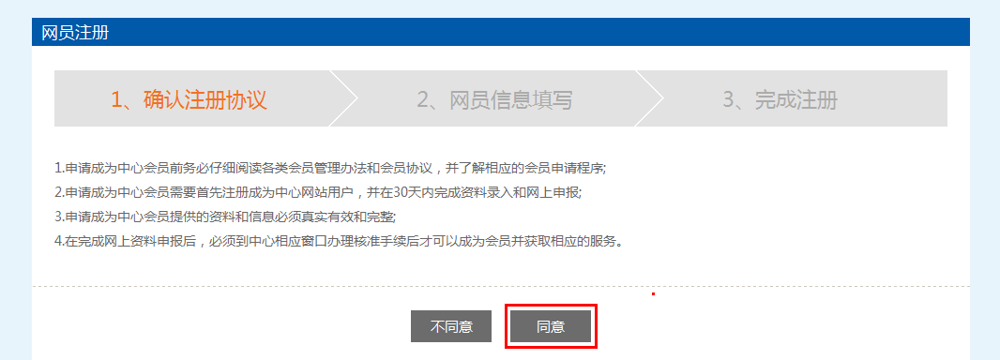 网员注册
1、确认注册协议
2、网员信息填写
3、完成注册
1.申请成为中心会员前务必仔细阅读各类会员管理办法和会员协议，并了解相应的会员申请程序;
2.申请成为中心会员需要首先注册成为中心网站用户，并在30天内完成资料录入和网上申报;
3.申请成为中心会员提供的资料和信息必须真实有效和完整;
4.在完成网上资料申报后，必须到中心相应窗口办理核准手续后才可以成为会员并获取相应的服务。
不同意
同意